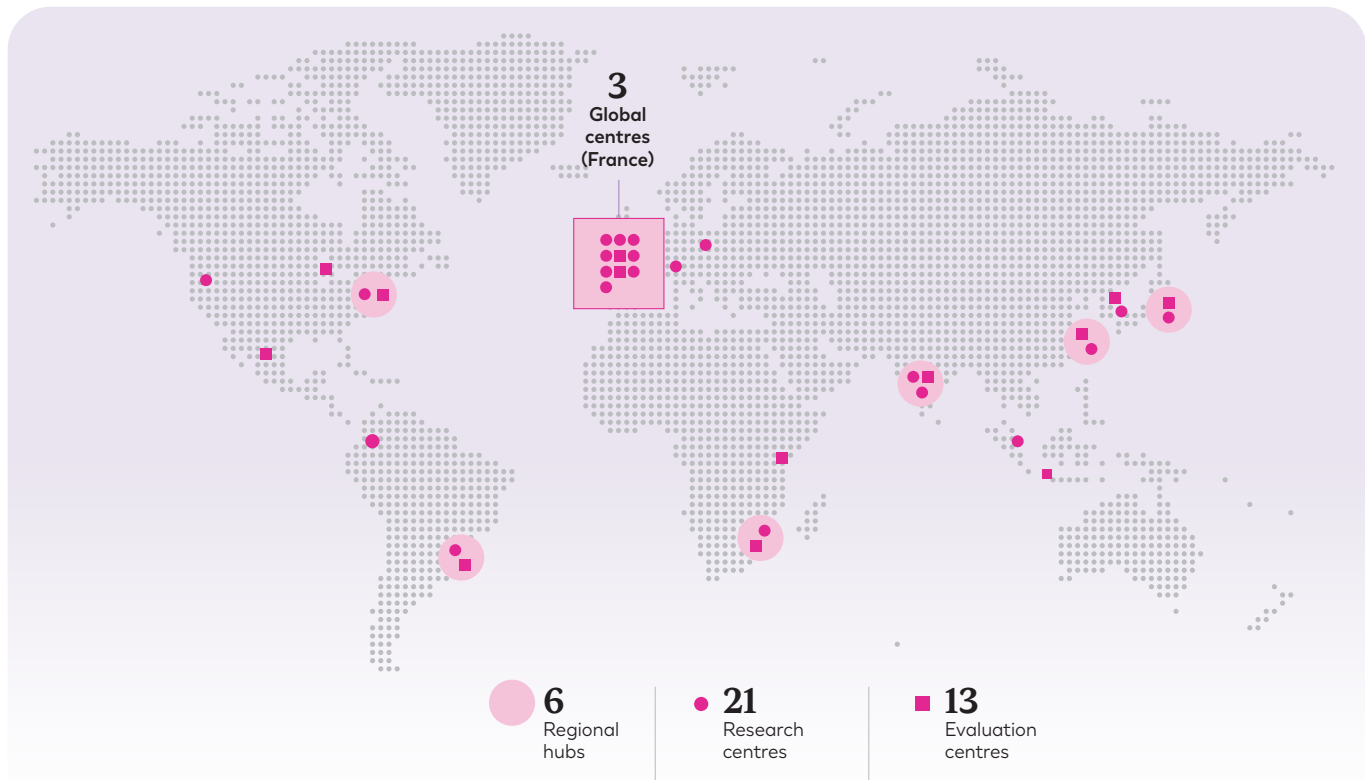 3
Global
centres
(France)
6
Regional
hubs
21
Research
centres
13
Evaluation
centres